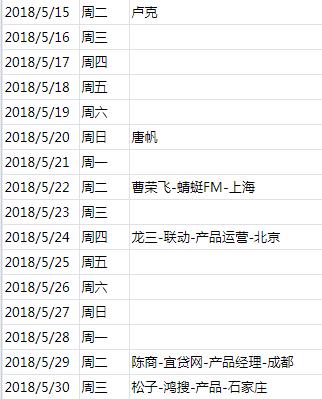 2018/5/15 周二 卢克
2018/5/16 周三
2018/5/17 周四
2018/5/18 周五
2018/5/19 周六
2018/5/20 周日 唐帆
2018/5/21 周一
2018/5/22 周二 曹荣飞-蜻蜓FM-上海
2018/5/23 周三
2018/5/24 周四 龙三-联动-产品运营-北京
2018/5/25 周五
2018/5/26 周六
2018/5/27 周日
2018/5/28 周一
2018/5/29 周二 陈商-宜贷网-产品经理-成都
2018/5/30 周三 松子-鸿搜-产品-石家庄